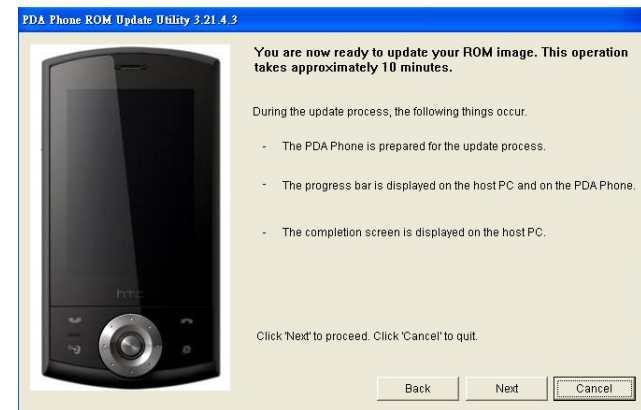 PDA Phone ROM Update Utility 3.21.4.3
You are now ready to update your ROM image. This operation
takes approximately 10 minutes.
During the update process, the following things occur.
- The PDA Phone is prepared for the update process.
- The progress bar is displayed on the host PC and on the PDA Phone.
- The completion screen is displayed on the host PC.
hTC
Click 'Next' to proceed. Click 'Cancel' to quit.
Back Next Cancel